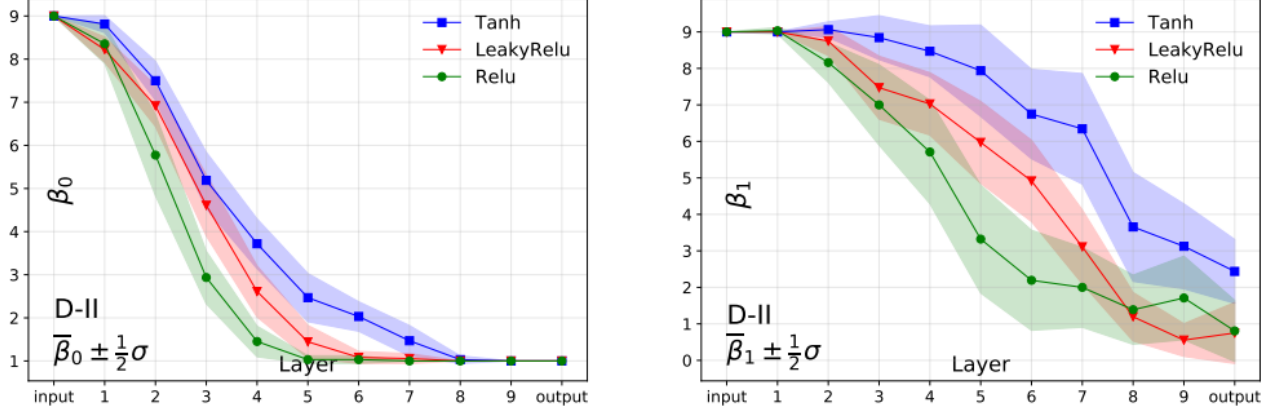 9
8
7
6
5
4
3
2
1
β₀
Tanh
LeakyRelu
Relu
D-II
β̅₀ ± ½σ
Layer
input 1 2 3 4 5 6 7 8 9 output
9
8
7
6
5
4
3
2
1
0
β₁
Tanh
LeakyRelu
Relu
D-II
β̅₁ ± ½σ
Layer
input 1 2 3 4 5 6 7 8 9 output